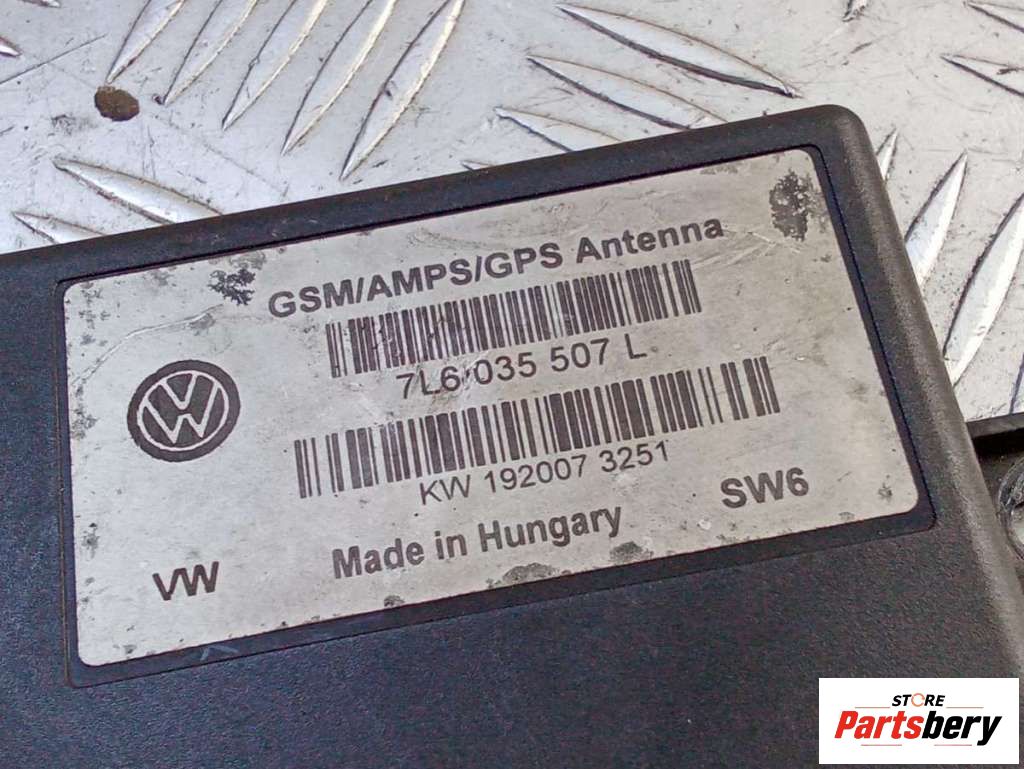 GSM/AMPS/GPS Antenna
7L6 035 507 L
KW 192007 3251
SW6
Made in Hungary
VW
STORE
Partsbery